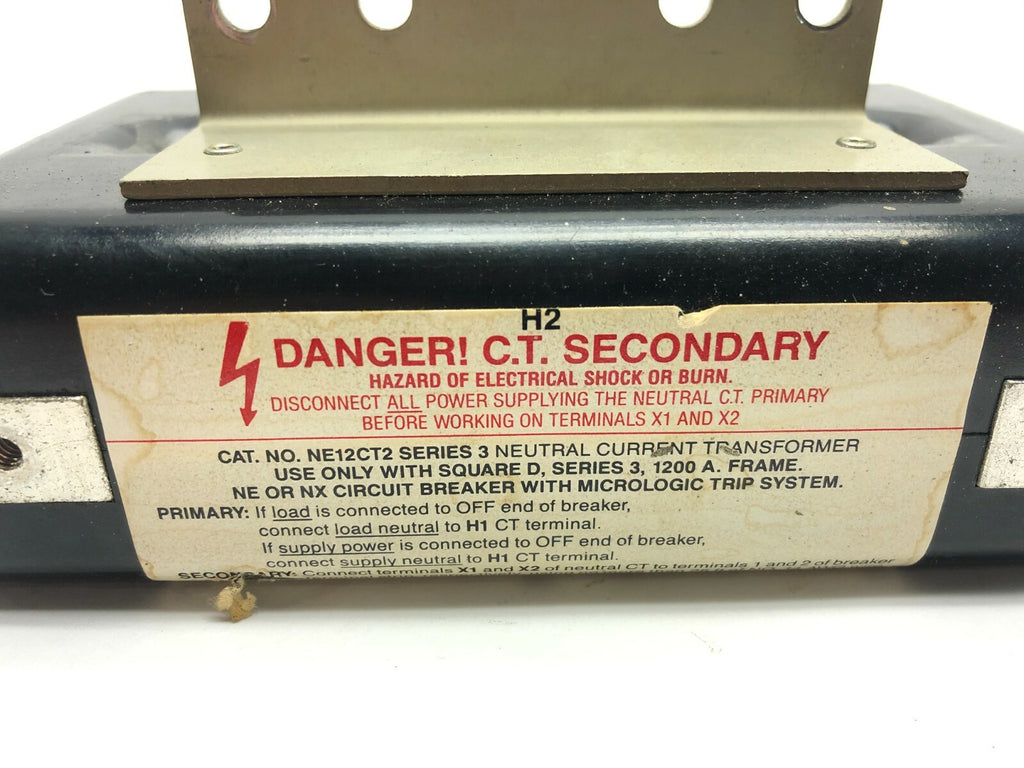 H2
DANGER! C.T. SECONDARY
HAZARD OF ELECTRICAL SHOCK OR BURN.
DISCONNECT ALL POWER SUPPLYING THE NEUTRAL C.T. PRIMARY
BEFORE WORKING ON TERMINALS X1 AND X2
CAT. NO. NE12CT2 SERIES 3 NEUTRAL CURRENT TRANSFORMER
USE ONLY WITH SQUARE D, SERIES 3, 1200 A. FRAME.
NE OR NX CIRCUIT BREAKER WITH MICROLOGIC TRIP SYSTEM.
PRIMARY: If load is connected to OFF end of breaker,
connect load neutral to H1 CT terminal.
If supply power is connected to OFF end of breaker,
connect supply neutral to H1 CT terminal.
SECONDARY: Connect terminals X1 and X2 of neutral CT to terminals 1 and 2 of breaker